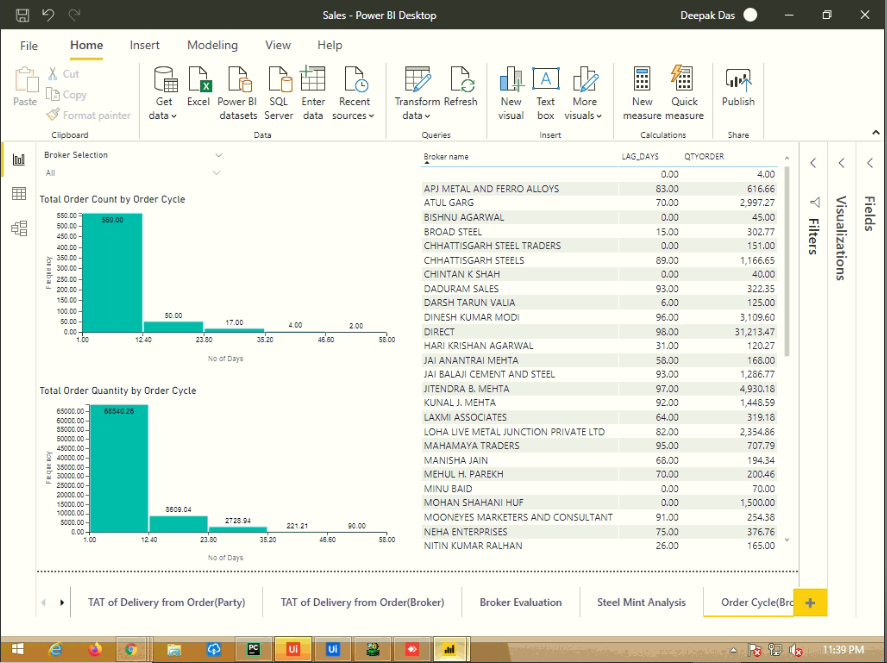 Sales - Power BI Desktop
Deepak Das
File Home Insert Modeling View Help
Paste
Cut
Copy
Format painter
Get data
Excel
Power BI datasets
SQL Server
Enter data
Recent sources
Transform data
Refresh
New visual
Text box
More visuals
New measure
Quick measure
Publish
Clipboard Data Queries Insert Calculations Share
Broker Selection
All
Total Order Count by Order Cycle
Frequency
550.00
500.00
450.00
400.00
350.00
300.00
250.00
200.00
150.00
100.00
50.00
0.00
560.00 50.00 17.00 4.00 2.00
1.00 12.40 23.80 35.20 46.60 58.00
No of Days
Total Order Quantity by Order Cycle
Frequency
65000.00
60000.00
55000.00
50000.00
45000.00
40000.00
35000.00
30000.00
25000.00
20000.00
15000.00
10000.00
5000.00
0.00
8609.04 2728.94 221.21 90.00
1.00 12.40 23.80 35.20 46.60 58.00
No of Days
Broker name LAG_DAYS QTYORDER
0.00 4.00
APJ METAL AND FERRO ALLOYS 83.00 616.66
ATUL GARG 70.00 2,997.27
BISHNU AGARWAL 0.00 45.00
BROAD STEEL 15.00 302.77
CHHATTISGARH STEEL TRADERS 0.00 151.00
CHHATTISGARH STEELS 89.00 1,166.65
CHINTAN K SHAH 0.00 40.00
DADURAM SALES 93.00 322.35
DARSH TARUN VALIA 6.00 125.00
DINESH KUMAR MODI 96.00 3,109.60
DIRECT 98.00 31,213.47
HARI KRISHAN AGARWAL 31.00 120.27
JAI ANANTRAI MEHTA 58.00 168.00
JAI BALAJI CEMENT AND STEEL 93.00 1,286.77
JITENDRA B. MEHTA 97.00 4,930.18
KUNAL J. MEHTA 92.00 1,448.59
LAXMI ASSOCIATES 64.00 319.18
LOHA LIVE METAL JUNCTION PRIVATE LTD 82.00 2,354.86
MAHAMAYA TRADERS 95.00 707.79
MANISHA JAIN 68.00 194.34
MEHUL H. PAREKH 70.00 200.46
MINU BAID 0.00 70.00
MOHAN SHAHANI HUF 0.00 1,500.00
MOONEYES MARKETERS AND CONSULTANT 91.00 254.38
NEHA ENTERPRISES 75.00 376.76
NITIN KUMAR RALHAN 26.00 165.00
Filters
Visualizations
Fields
TAT of Delivery from Order(Party) TAT of Delivery from Order(Broker) Broker Evaluation Steel Mint Analysis Order Cycle(Bro
PC Ui Ui
11:39 PM